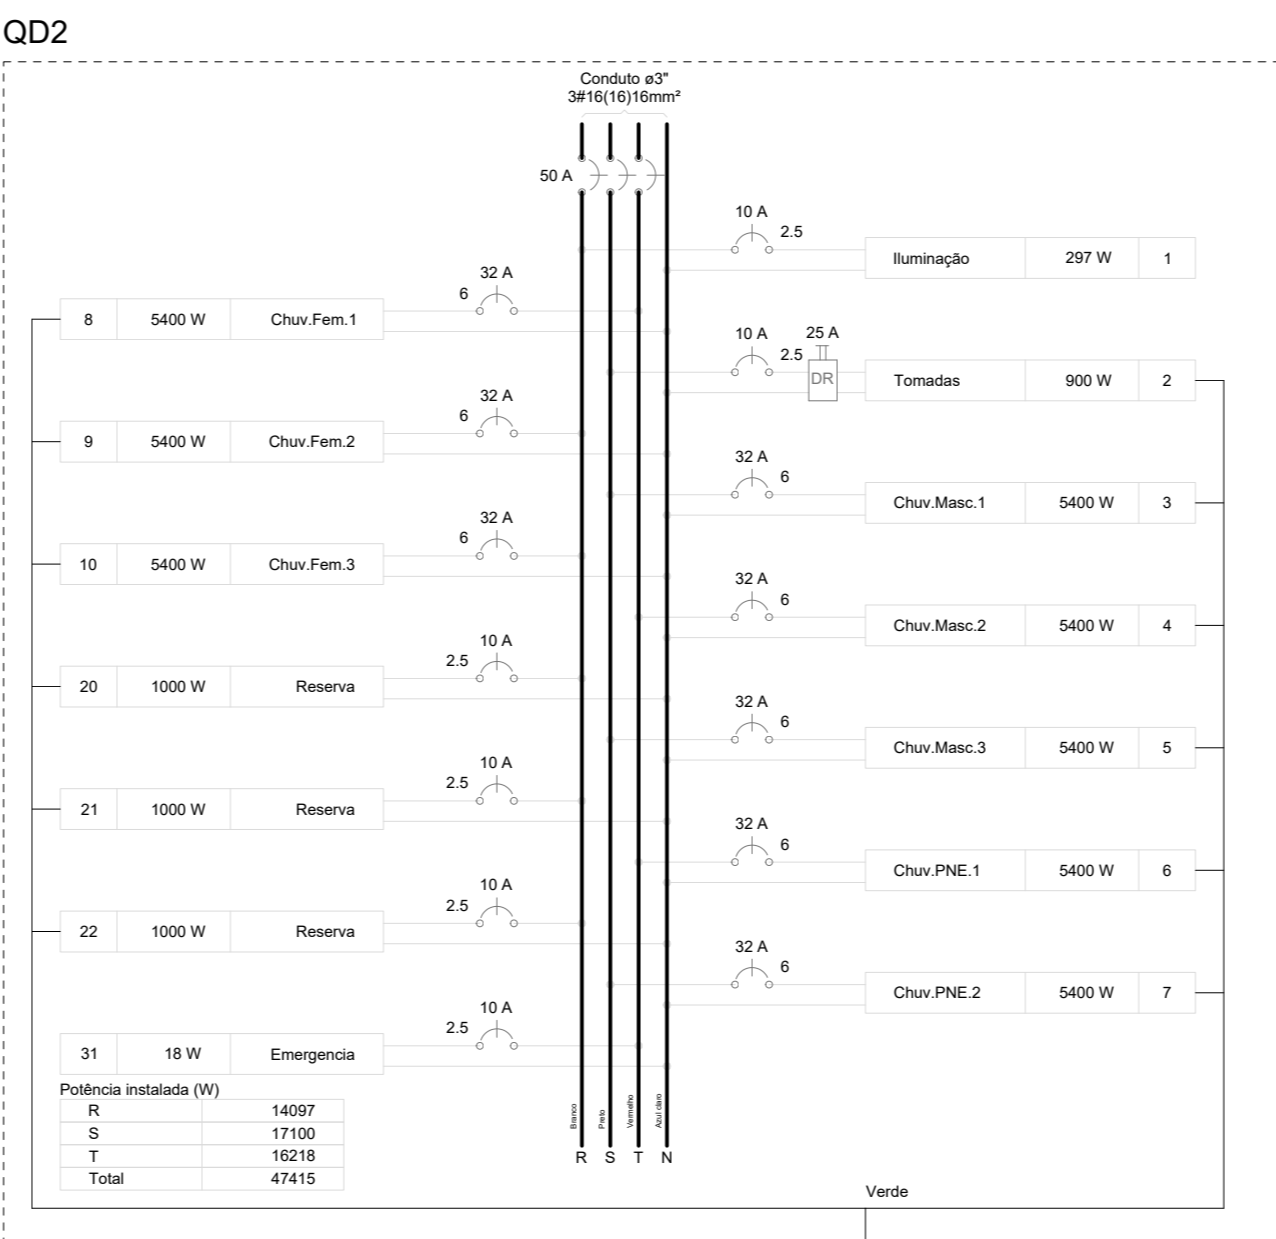 QD2
Conduto ø3"
3#16(16)16mm²
50 A
10 A
2.5
Iluminação 297 W 1
32 A
6
8 5400 W Chuv.Fem.1
10 A
2.5
25 A
DR
Tomadas 900 W 2
32 A
6
9 5400 W Chuv.Fem.2
32 A
6
Chuv.Masc.1 5400 W 3
32 A
6
10 5400 W Chuv.Fem.3
32 A
6
Chuv.Masc.2 5400 W 4
10 A
2.5
20 1000 W Reserva
32 A
6
Chuv.Masc.3 5400 W 5
10 A
2.5
21 1000 W Reserva
32 A
6
Chuv.PNE.1 5400 W 6
10 A
2.5
22 1000 W Reserva
32 A
6
Chuv.PNE.2 5400 W 7
10 A
2.5
31 18 W Emergencia
Potência instalada (W)
R 14097
S 17100
T 16218
Total 47415
Branco
Preto
Vermelho
Azul claro
R S T N
Verde